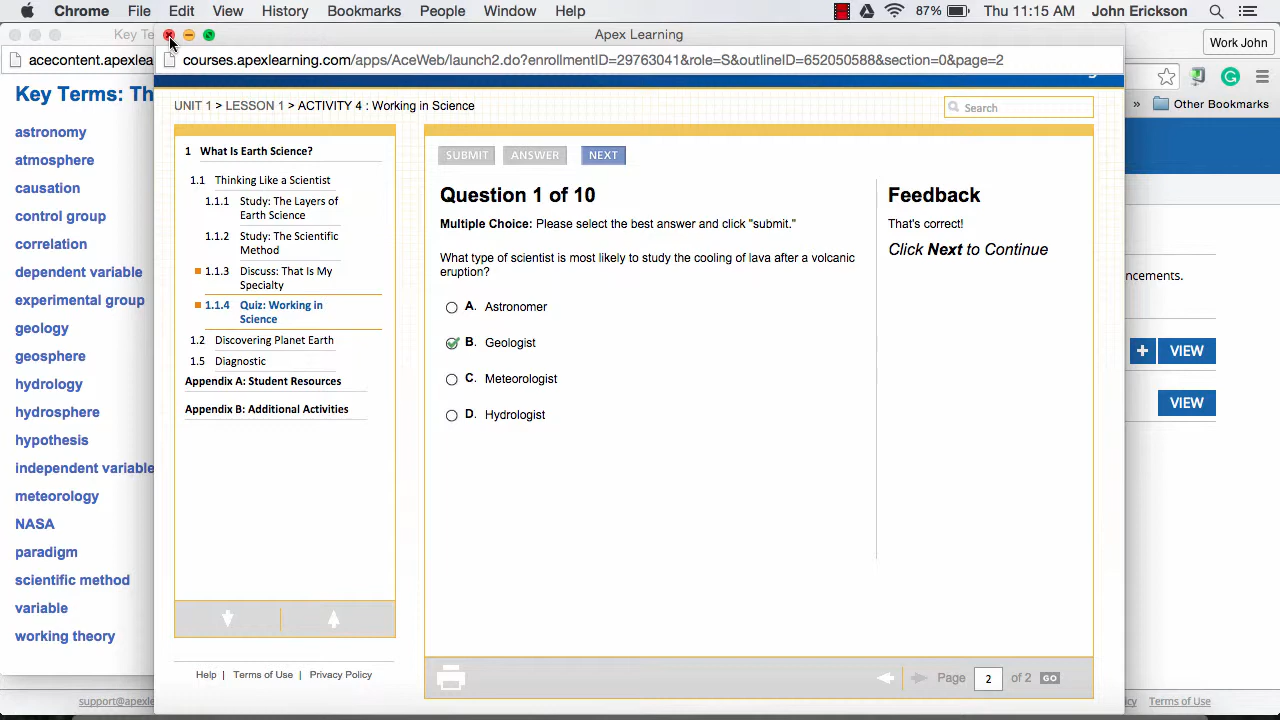 Chrome File Edit View History Bookmarks People Window Help 87% Thu 11:15 AM John Erickson
Apex Learning
Work John
acecontent.apexlea
courses.apexlearning.com/apps/AceWeb/launch2.do?enrollmentID=29763041&role=S&outlineID=652050588&section=0&page=2
» Other Bookmarks
Key Terms: Th
astronomy
atmosphere
causation
control group
correlation
dependent variable
experimental group
geology
geosphere
hydrology
hydrosphere
hypothesis
independent variable
meteorology
NASA
paradigm
scientific method
variable
working theory
UNIT 1 > LESSON 1 > ACTIVITY 4 : Working in Science
Search
1 What Is Earth Science?
1.1 Thinking Like a Scientist
1.1.1 Study: The Layers of
Earth Science
1.1.2 Study: The Scientific
Method
1.1.3 Discuss: That Is My
Specialty
1.1.4 Quiz: Working in
Science
1.2 Discovering Planet Earth
1.5 Diagnostic
Appendix A: Student Resources
Appendix B: Additional Activities
SUBMIT ANSWER NEXT
Question 1 of 10
Multiple Choice: Please select the best answer and click "submit."
What type of scientist is most likely to study the cooling of lava after a volcanic
eruption?
A. Astronomer
B. Geologist
C. Meteorologist
D. Hydrologist
Feedback
That's correct!
Click Next to Continue
ncements.
+ VIEW
VIEW
Help | Terms of Use | Privacy Policy
Page 2 of 2 GO
support@apexle
Terms of Use